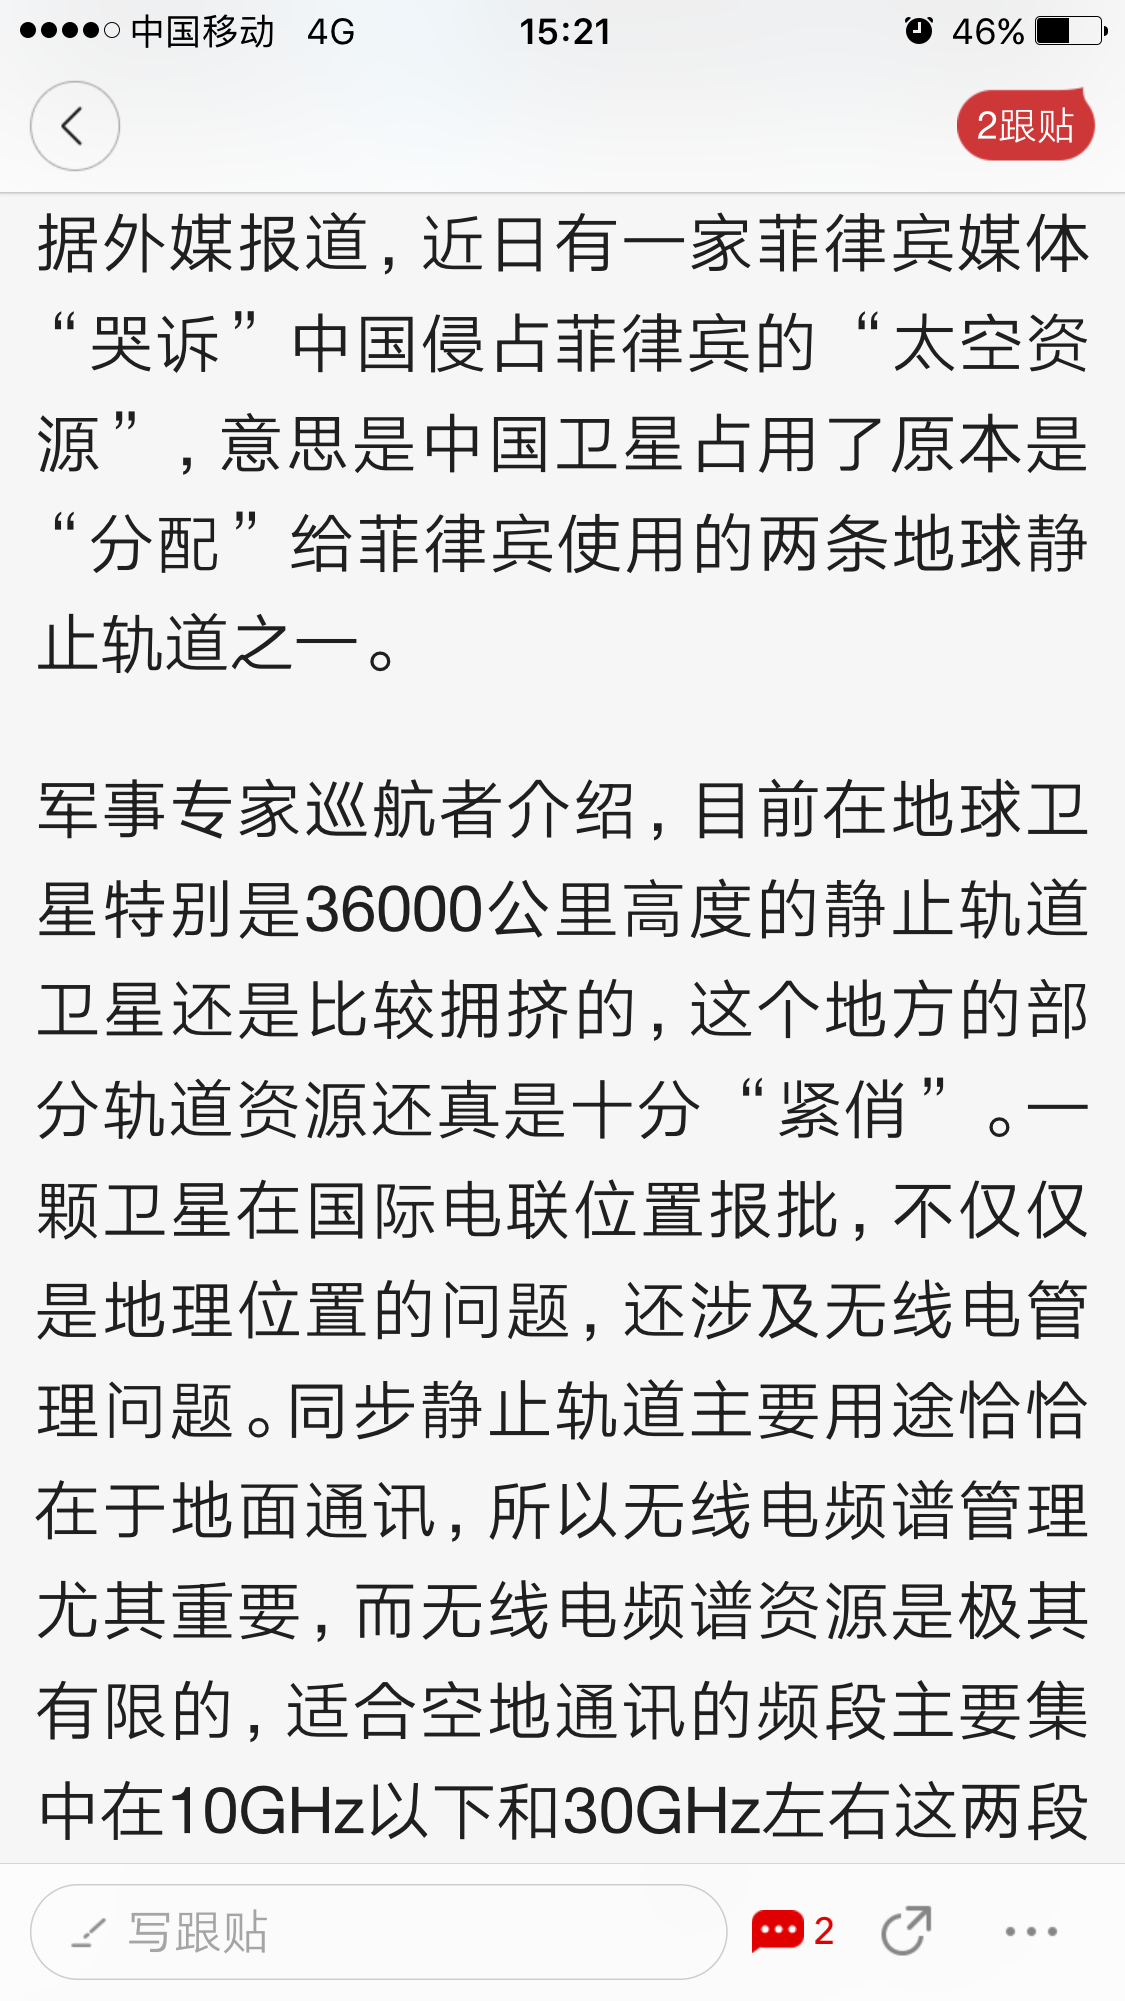 中国移动 4G 15:21 46%
2跟贴
据外媒报道,近日有一家菲律宾媒体
“哭诉”中国侵占菲律宾的“太空资
源”,意思是中国卫星占用了原本是
“分配”给菲律宾使用的两条地球静
止轨道之一。
军事专家巡航者介绍,目前在地球卫
星特别是36000公里高度的静止轨道
卫星还是比较拥挤的,这个地方的部
分轨道资源还真是十分“紧俏”。一
颗卫星在国际电联位置报批,不仅仅
是地理位置的问题,还涉及无线电管
理问题。同步静止轨道主要用途恰恰
在于地面通讯,所以无线电频谱管理
尤其重要,而无线电频谱资源是极其
有限的,适合空地通讯的频段主要集
中在10GHz以下和30GHz左右这两段
写跟贴 2